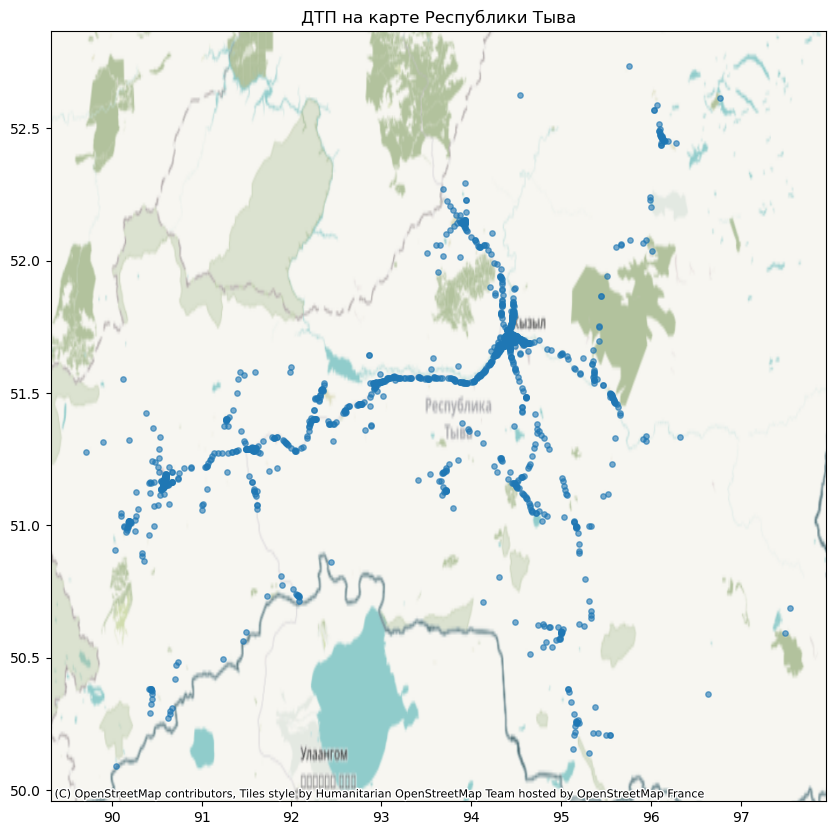 ДТП на карте Республики Тыва
52.5
52.0
Кызыл
51.5
Республика
Тыва
51.0
50.5
Улаангом
50.0
(C) OpenStreetMap contributors, Tiles style by Humanitarian OpenStreetMap Team hosted by OpenStreetMap France
90 91 92 93 94 95 96 97